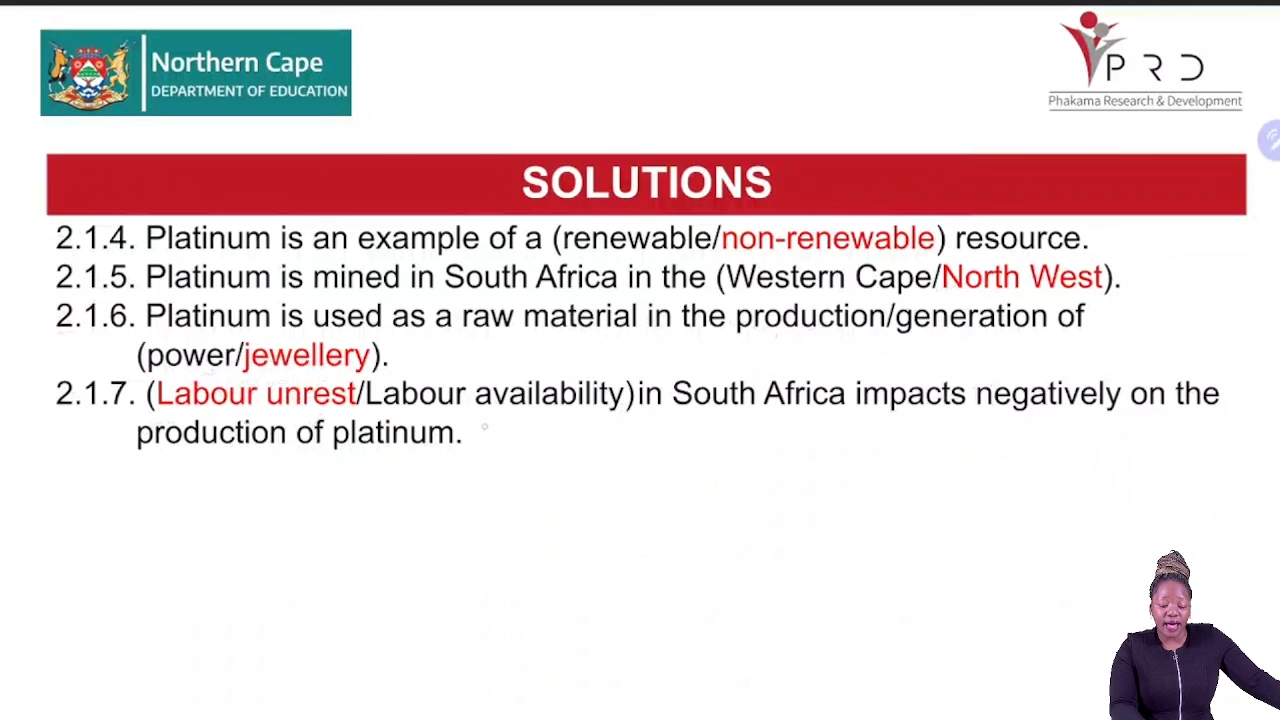 Northern Cape
DEPARTMENT OF EDUCATION
P R D
Phakama Research & Development
SOLUTIONS
2.1.4. Platinum is an example of a (renewable/non-renewable) resource.
2.1.5. Platinum is mined in South Africa in the (Western Cape/North West).
2.1.6. Platinum is used as a raw material in the production/generation of
(power/jewellery).
2.1.7. (Labour unrest/Labour availability)in South Africa impacts negatively on the
production of platinum.